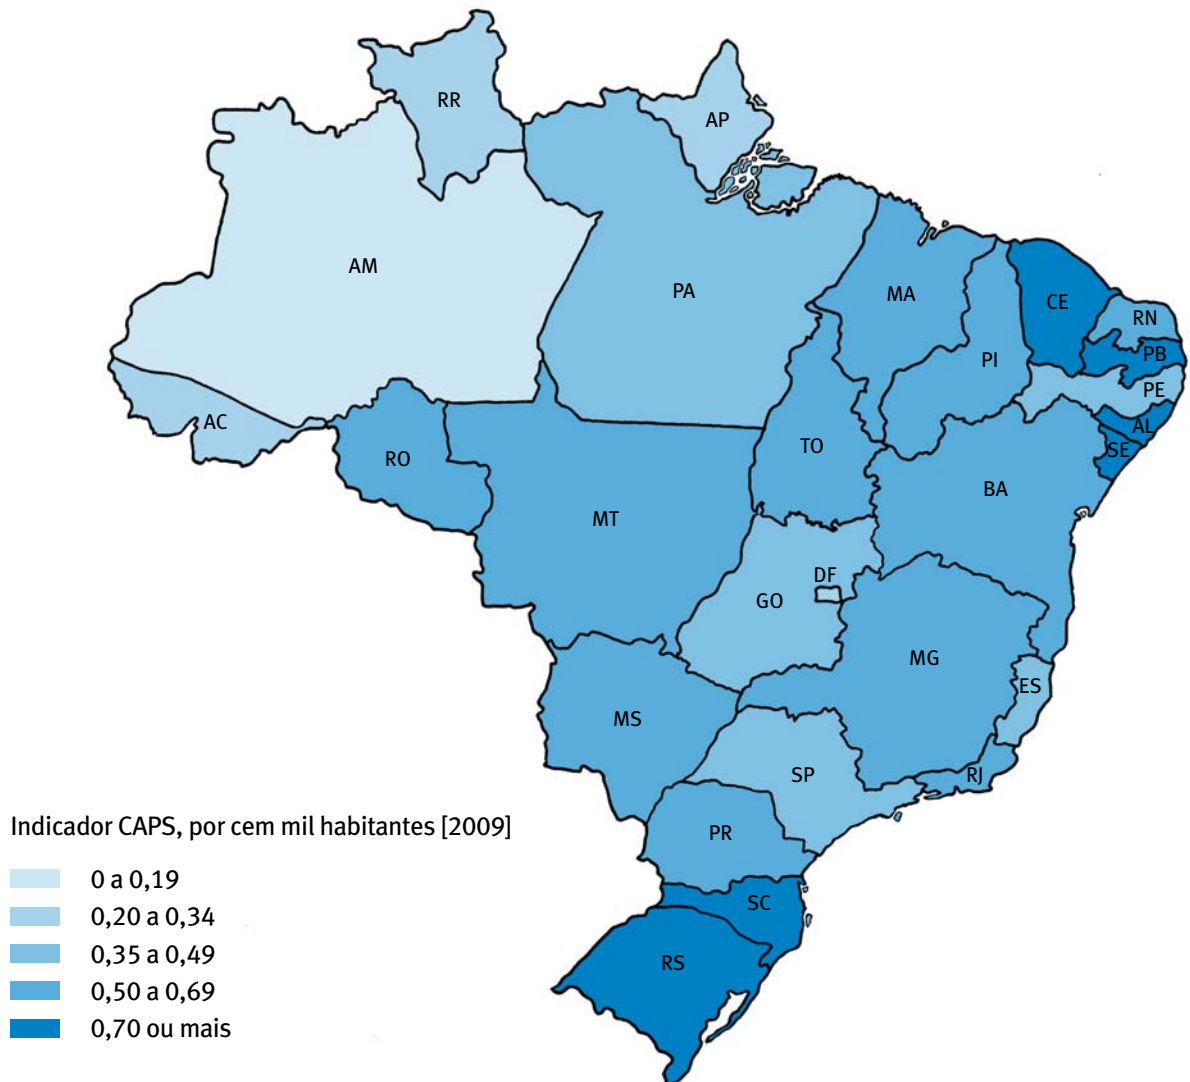 RR
AP
AM
PA
MA
CE
RN
PB
PI
PE
AC
AL
TO
SE
RO
BA
MT
DF
GO
MG
ES
MS
SP
RJ
PR
SC
RS
Indicador CAPS, por cem mil habitantes [2009]
0 a 0,19
0,20 a 0,34
0,35 a 0,49
0,50 a 0,69
0,70 ou mais